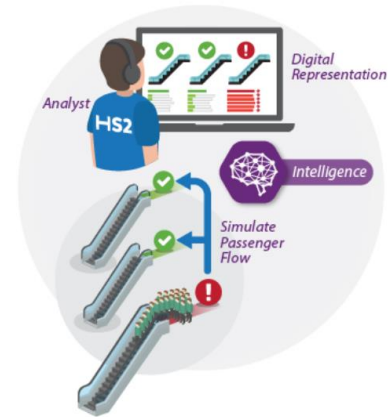 Digital
Representation
Analyst
HS2
Intelligence
Simulate
Passenger
Flow